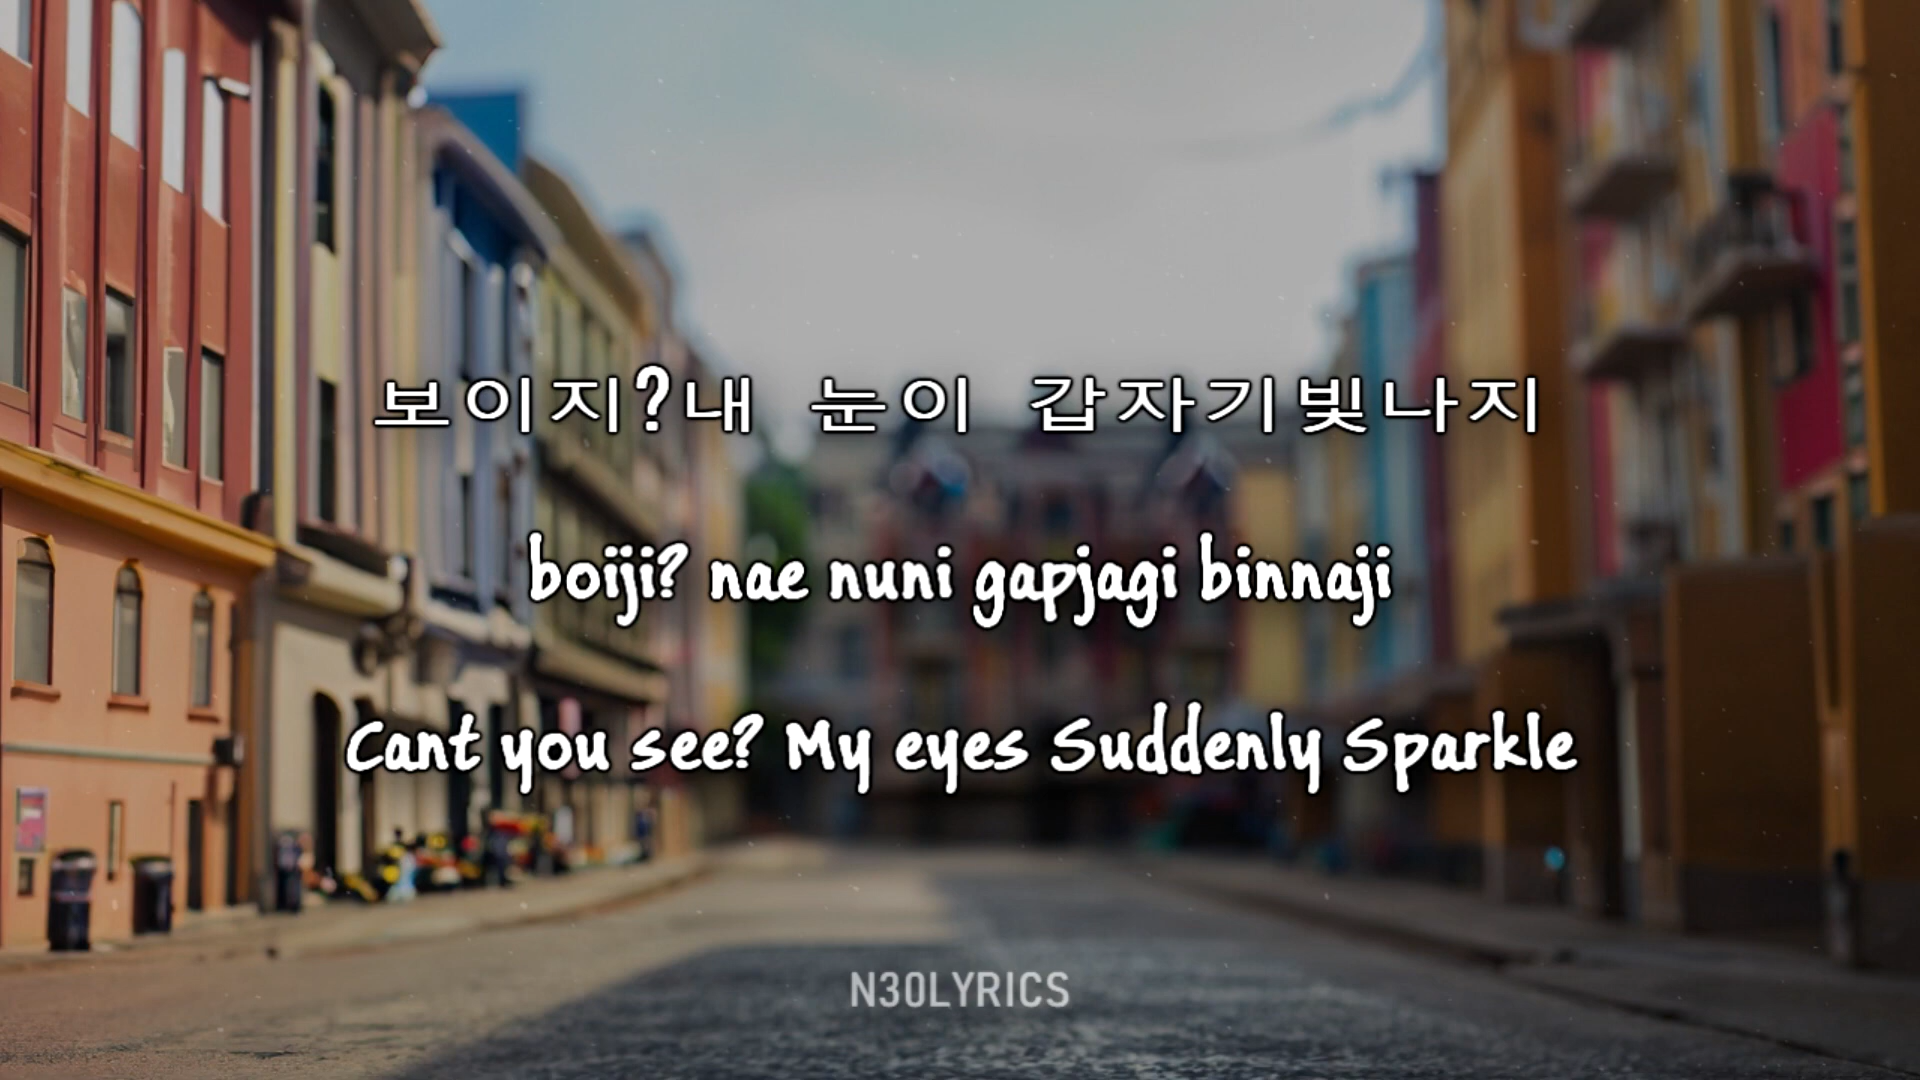 보이지?내 눈이 갑자기빛나지
boiji? nae nuni gapjagi binnaji
Cant you see? My eyes Suddenly Sparkle
N30LYRICS